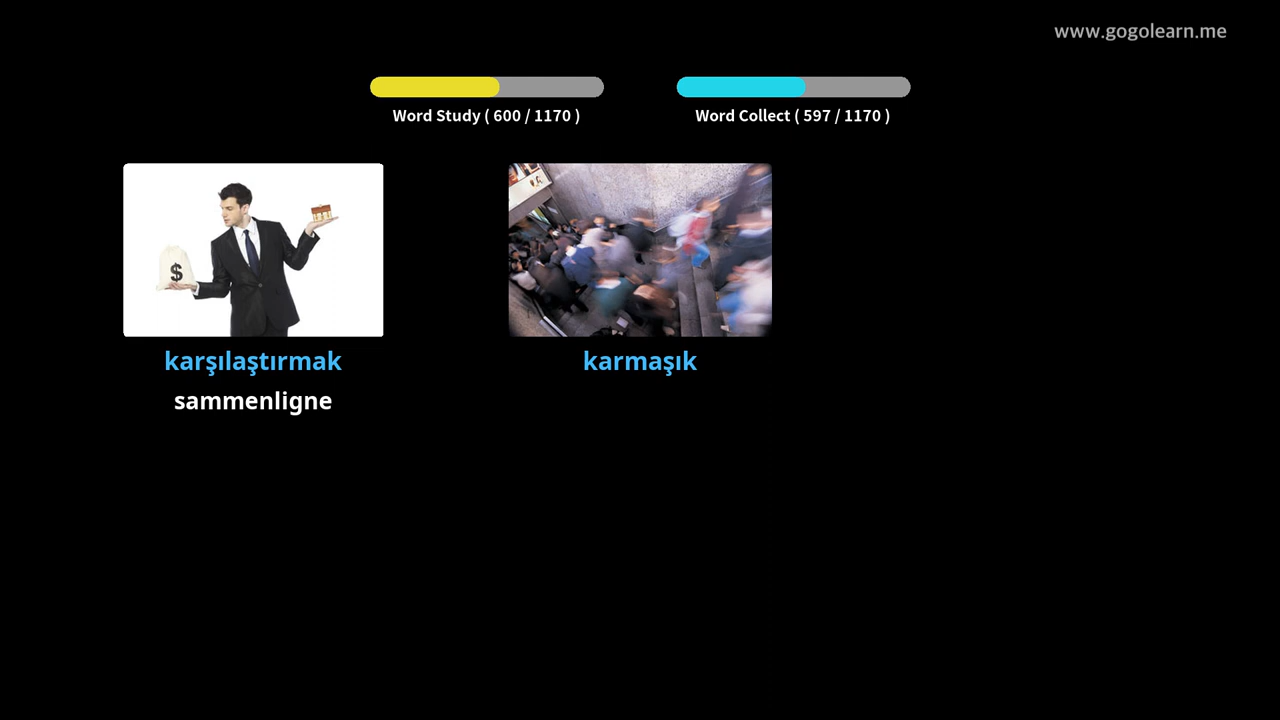 www.gogolearn.me
Word Study ( 600 / 1170 )
Word Collect ( 597 / 1170 )
$
karşılaştırmak
karmaşık
sammenligne